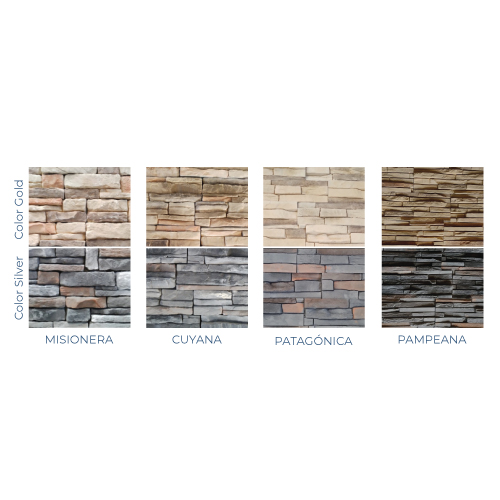 Color Gold
Color Silver
MISIONERA
CUYANA
PATAGÓNICA
PAMPEANA